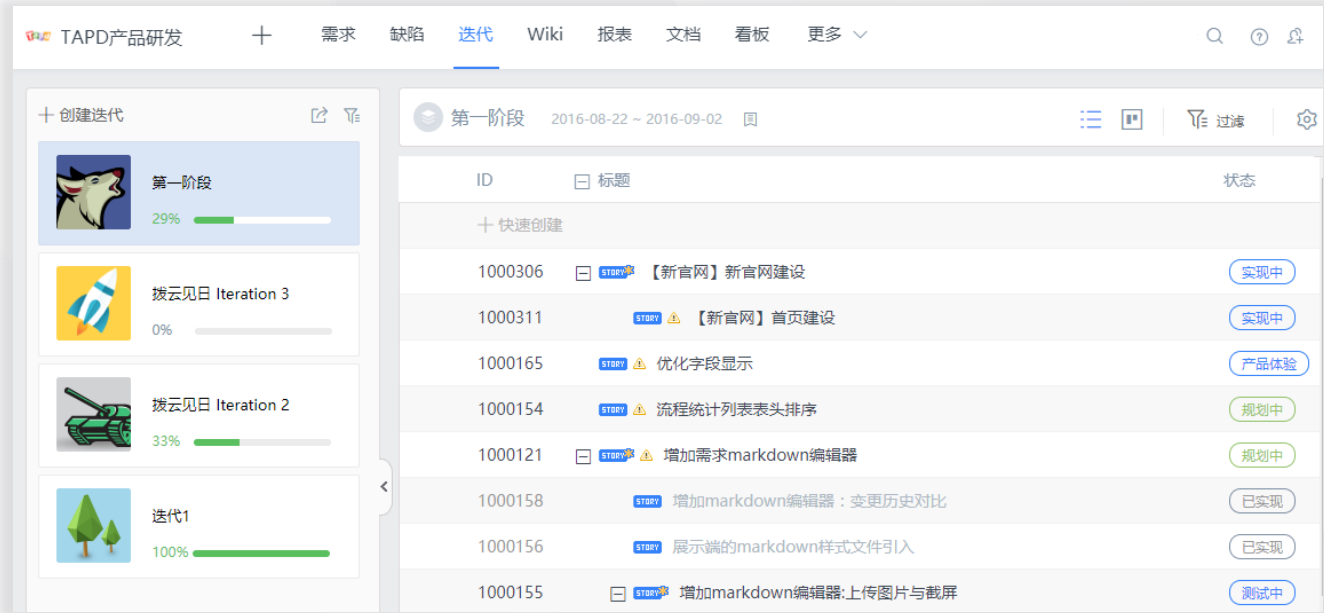 TAPD产品研发 需求 缺陷 迭代 Wiki 报表 文档 看板 更多
创建迭代
第一阶段
29%
拨云见日 Iteration 3
0%
拨云见日 Iteration 2
33%
迭代1
100%
第一阶段 2016-08-22 ~ 2016-09-02 过滤
ID 标题 状态
快速创建
1000306 STORY 【新官网】新官网建设 实现中
1000311 STORY 【新官网】首页建设 实现中
1000165 STORY 优化字段显示 产品体验
1000154 STORY 流程统计列表表头排序 规划中
1000121 STORY 增加需求markdown编辑器 规划中
1000158 STORY 增加markdown编辑器：变更历史对比 已实现
1000156 STORY 展示端的markdown样式文件引入 已实现
1000155 STORY 增加markdown编辑器:上传图片与截屏 测试中